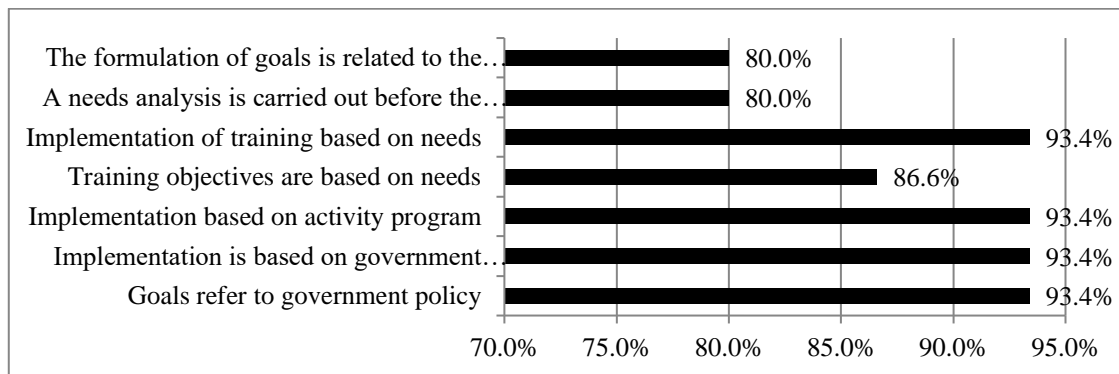 The formulation of goals is related to the… 80.0%
A needs analysis is carried out before the… 80.0%
Implementation of training based on needs 93.4%
Training objectives are based on needs 86.6%
Implementation based on activity program 93.4%
Implementation is based on government… 93.4%
Goals refer to government policy 93.4%
70.0% 75.0% 80.0% 85.0% 90.0% 95.0%